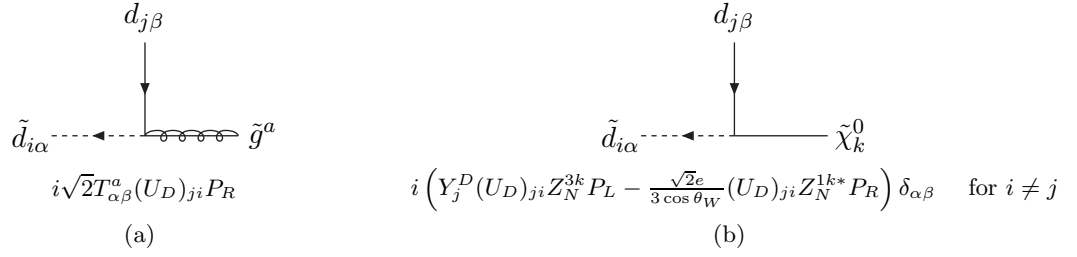 d_{jβ} d_{jβ}
d̃_{iα} g̃^a d̃_{iα} χ̃^0_k
i√2T^a_{αβ}(U_D)_{ji}P_R i(Y^D_j(U_D)_{ji}Z^{3k}_N P_L − \frac{√2e}{3 cos θ_W}(U_D)_{ji}Z^{1k*}_N P_R)δ_{αβ} for i ≠ j
(a) (b)